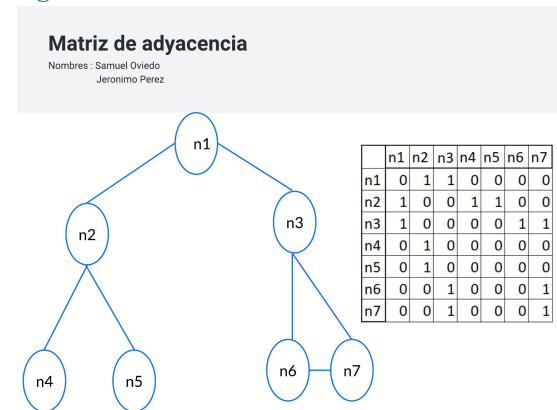 Matriz de adyacencia
Nombres : Samuel Oviedo
Jeronimo Perez
n1
n2
n3
n4
n5
n6
n7
n1 n2 n3 n4 n5 n6 n7
n1 0 1 1 0 0 0 0
n2 1 0 0 1 1 0 0
n3 1 0 0 0 0 1 1
n4 0 1 0 0 0 0 0
n5 0 1 0 0 0 0 0
n6 0 0 1 0 0 0 1
n7 0 0 1 0 0 0 1